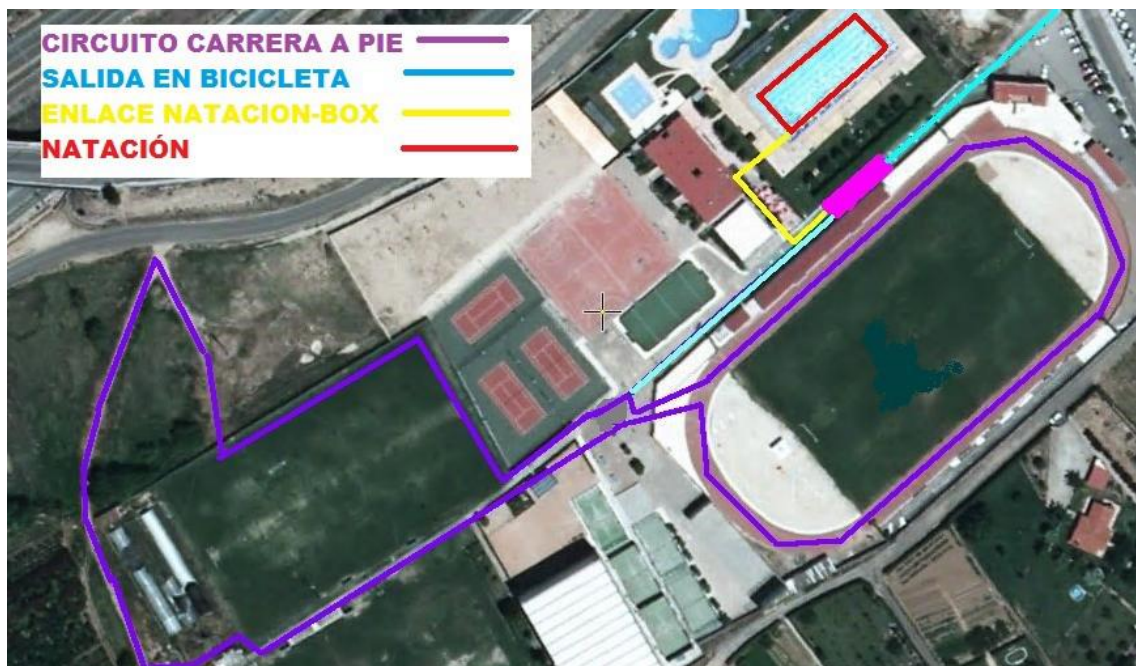 CIRCUITO CARRERA A PIE
SALIDA EN BICICLETA
ENLACE NATACION-BOX
NATACIÓN